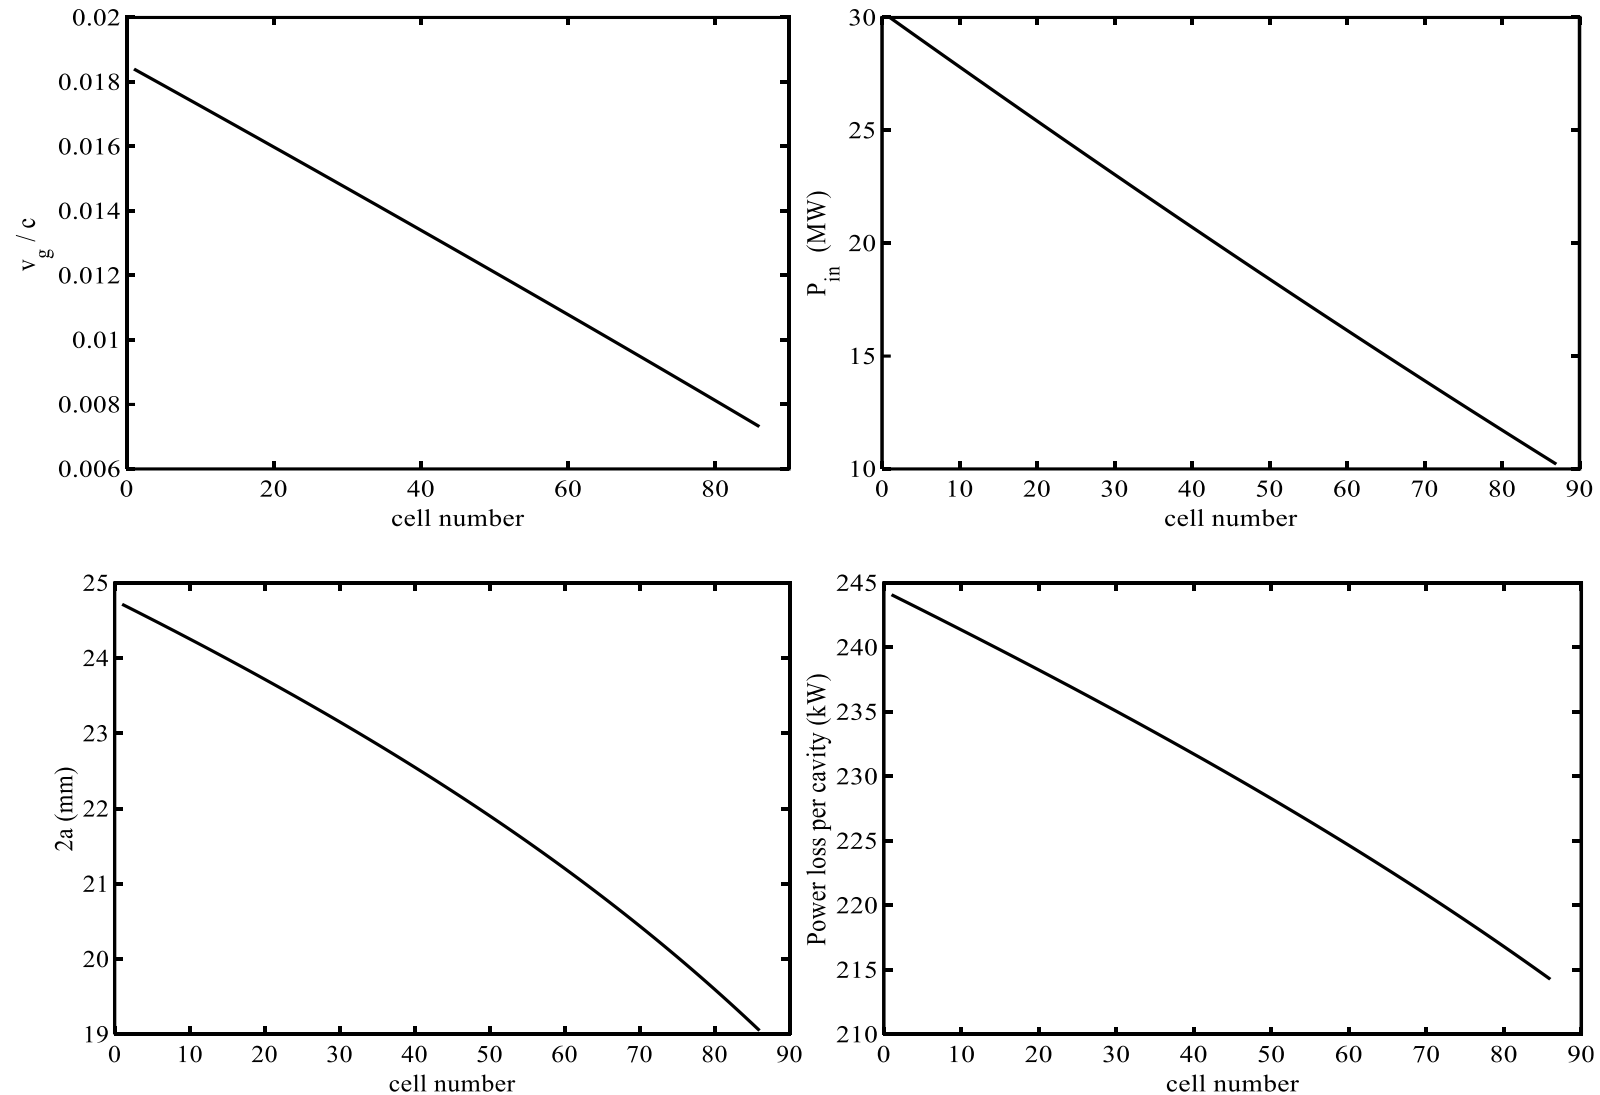 0.02
0.018
0.016
0.014
0.012
0.01
0.008
0.006
v_g / c
0 20 40 60 80
cell number
30
25
20
15
10
P_in (MW)
0 10 20 30 40 50 60 70 80 90
cell number
25
24
23
22
21
20
19
2a (mm)
0 10 20 30 40 50 60 70 80 90
cell number
245
240
235
230
225
220
215
210
Power loss per cavity (kW)
0 10 20 30 40 50 60 70 80 90
cell number